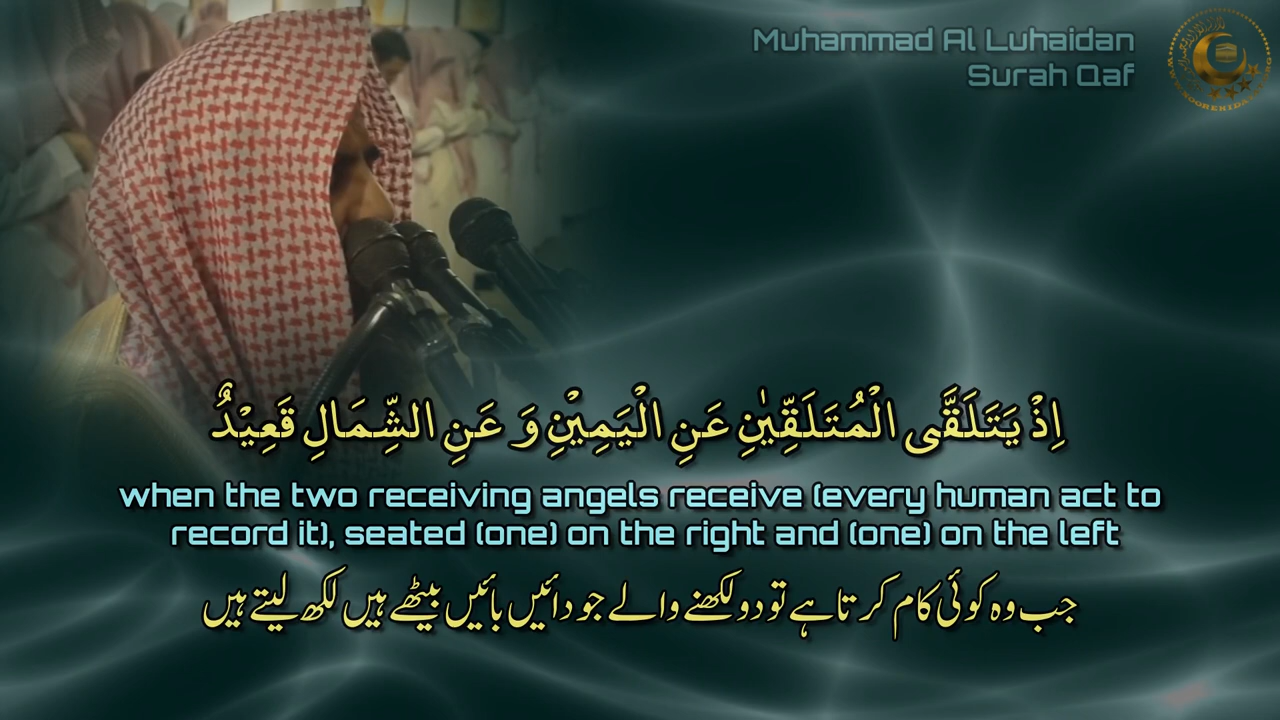 Muhammad Al Luhaidan
Surah Qaf
اِذْ يَتَلَقَّى الْمُتَلَقِّيٰنِ عَنِ الْيَمِيْنِ وَ عَنِ الشِّمَالِ قَعِيْدٌ
when the two receiving angels receive (every human act to
record it), seated (one) on the right and (one) on the left
جب وہ کوئی کام کرتا ہے تو دو لکھنے والے جو دائیں بائیں بیٹھے ہیں لکھ لیتے ہیں